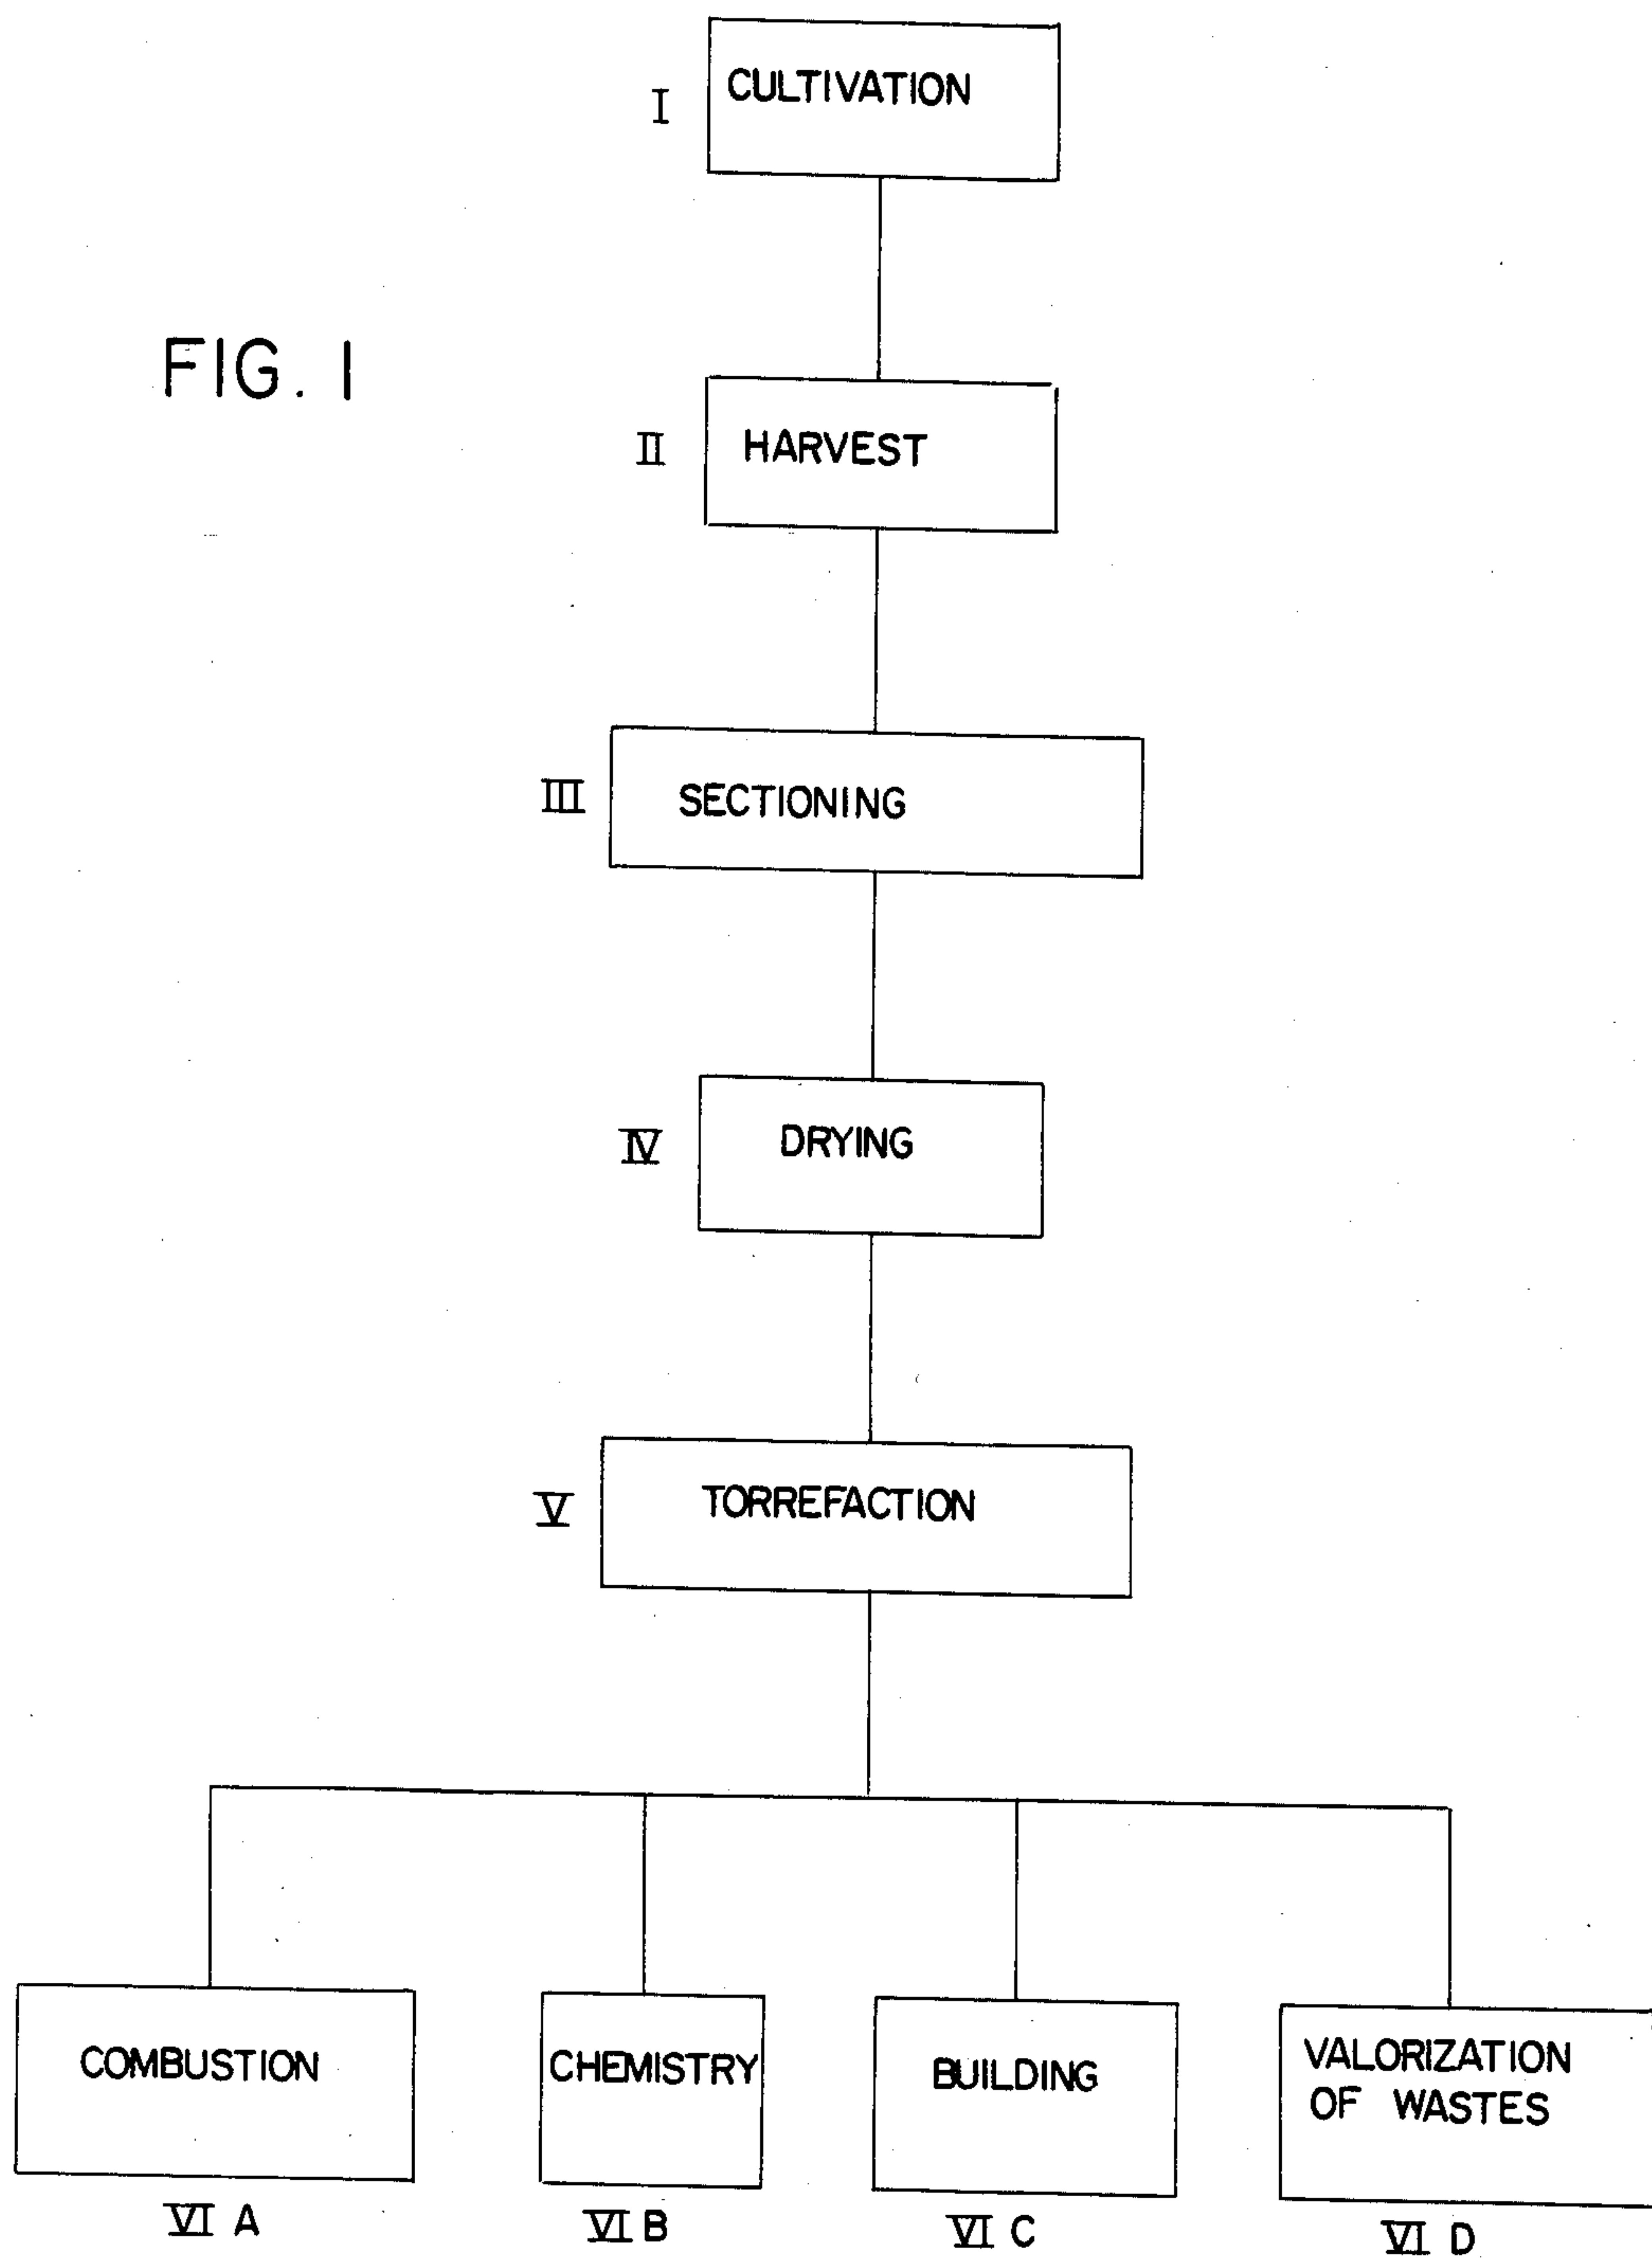 I
CULTIVATION
FIG. 1
II
HARVEST
III
SECTIONING
IV
DRYING
V
TORREFACTION
COMBUSTION
CHEMISTRY
BUILDING
VALORIZATION
OF WASTES
VI A
VI B
VI C
VI D